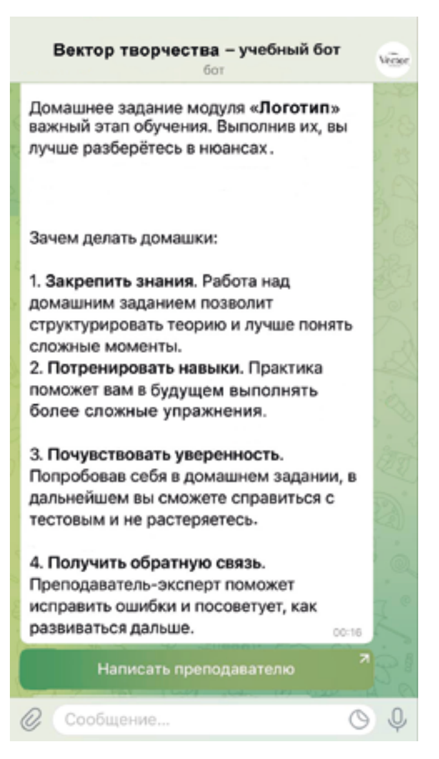 Вектор творчества – учебный бот
бот
Домашнее задание модуля «Логотип»
важный этап обучения. Выполнив их, вы
лучше разберётесь в нюансах.
Зачем делать домашки:
1. Закрепить знания. Работа над
домашним заданием позволит
структурировать теорию и лучше понять
сложные моменты.
2. Потренировать навыки. Практика
поможет вам в будущем выполнять
более сложные упражнения.
3. Почувствовать уверенность.
Попробовав себя в домашнем задании, в
дальнейшем вы сможете справиться с
тестовым и не растеряетесь.
4. Получить обратную связь.
Преподаватель-эксперт поможет
исправить ошибки и посоветует, как
развиваться дальше.
00:16
Написать преподавателю
Сообщение...